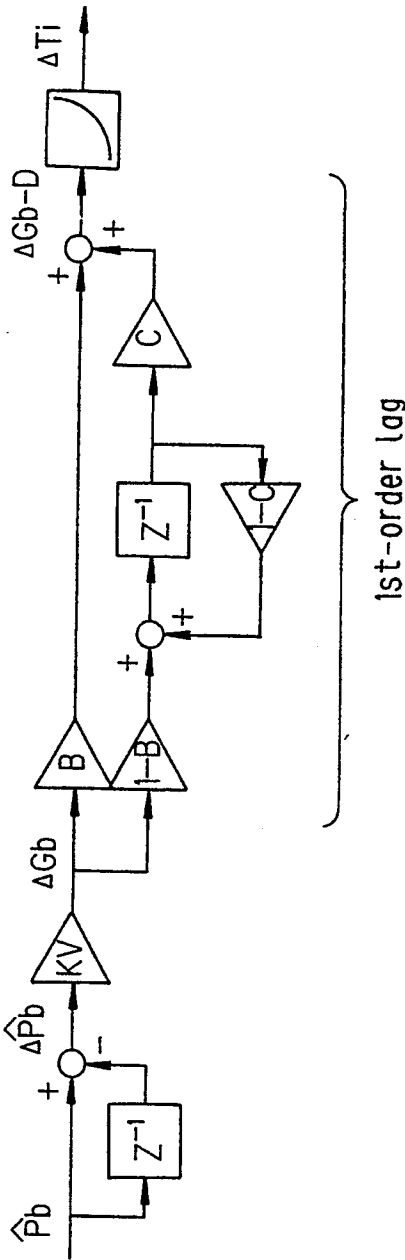 P̂b
Z⁻¹
+
-
ΔP̂b
KV
ΔGb
B
1-B
+
+
Z⁻¹
1-C
C
+
+
ΔGb-D
ΔTi
1st-order lag